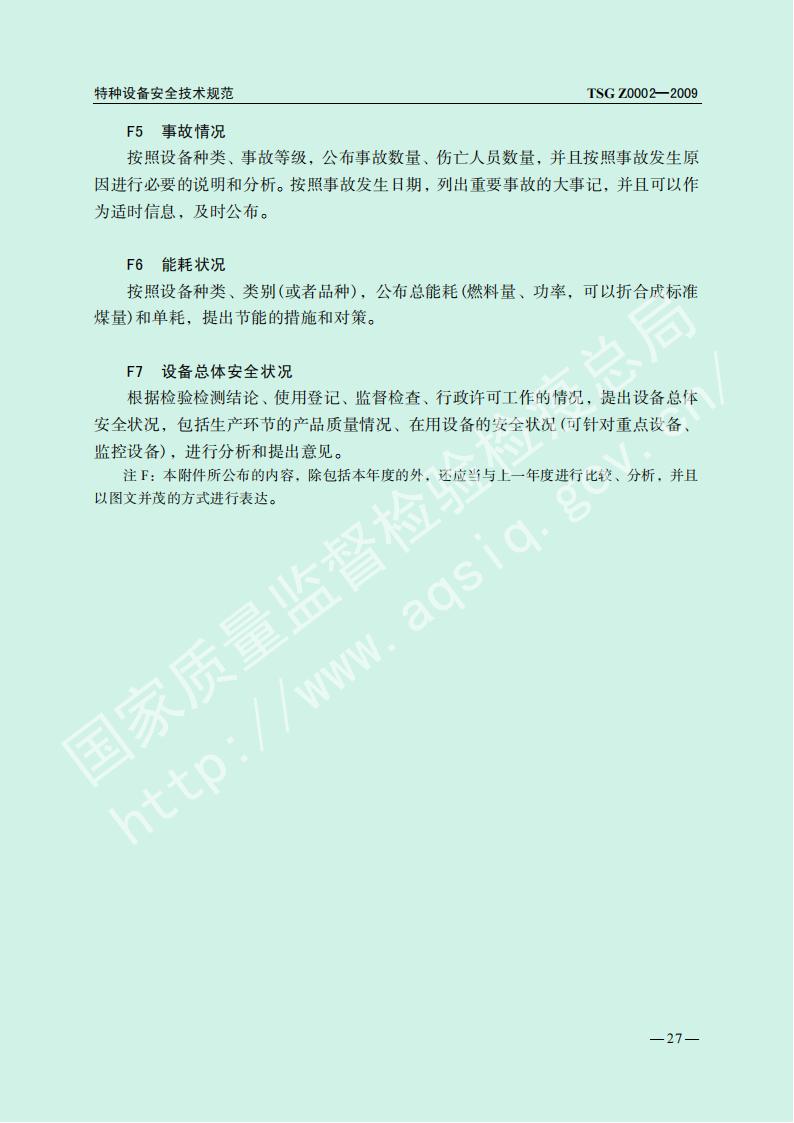 特种设备安全技术规范 TSG Z0002—2009
F5 事故情况
按照设备种类、事故等级，公布事故数量、伤亡人员数量，并且按照事故发生原
因进行必要的说明和分析。按照事故发生日期，列出重要事故的大事记，并且可以作
为适时信息，及时公布。
F6 能耗状况
按照设备种类、类别(或者品种)，公布总能耗(燃料量、功率，可以折合成标准
煤量)和单耗，提出节能的措施和对策。
F7 设备总体安全状况
根据检验检测结论、使用登记、监督检查、行政许可工作的情况，提出设备总体
安全状况，包括生产环节的产品质量情况、在用设备的安全状况(可针对重点设备、
监控设备)，进行分析和提出意见。
注 F：本附件所公布的内容，除包括本年度的外，还应当与上一年度进行比较、分析，并且
以图文并茂的方式进行表达。
国家质量监督检验检疫总局
http://www.aqsiq.gov.cn/
—27—